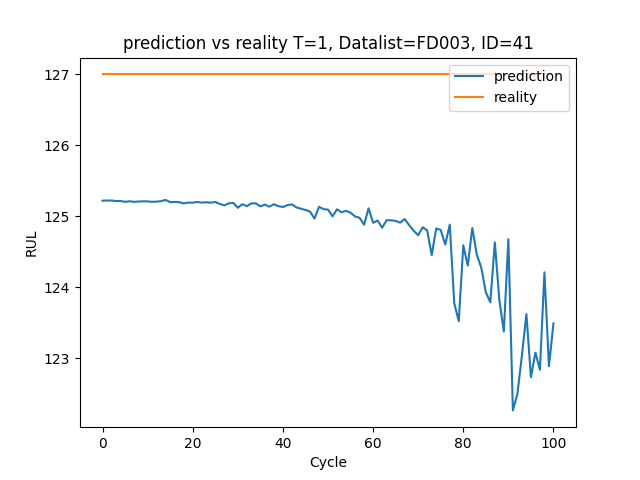 prediction vs reality T=1, Datalist=FD003, ID=41
127
126
125
124
123
RUL
prediction
reality
0 20 40 60 80 100
Cycle